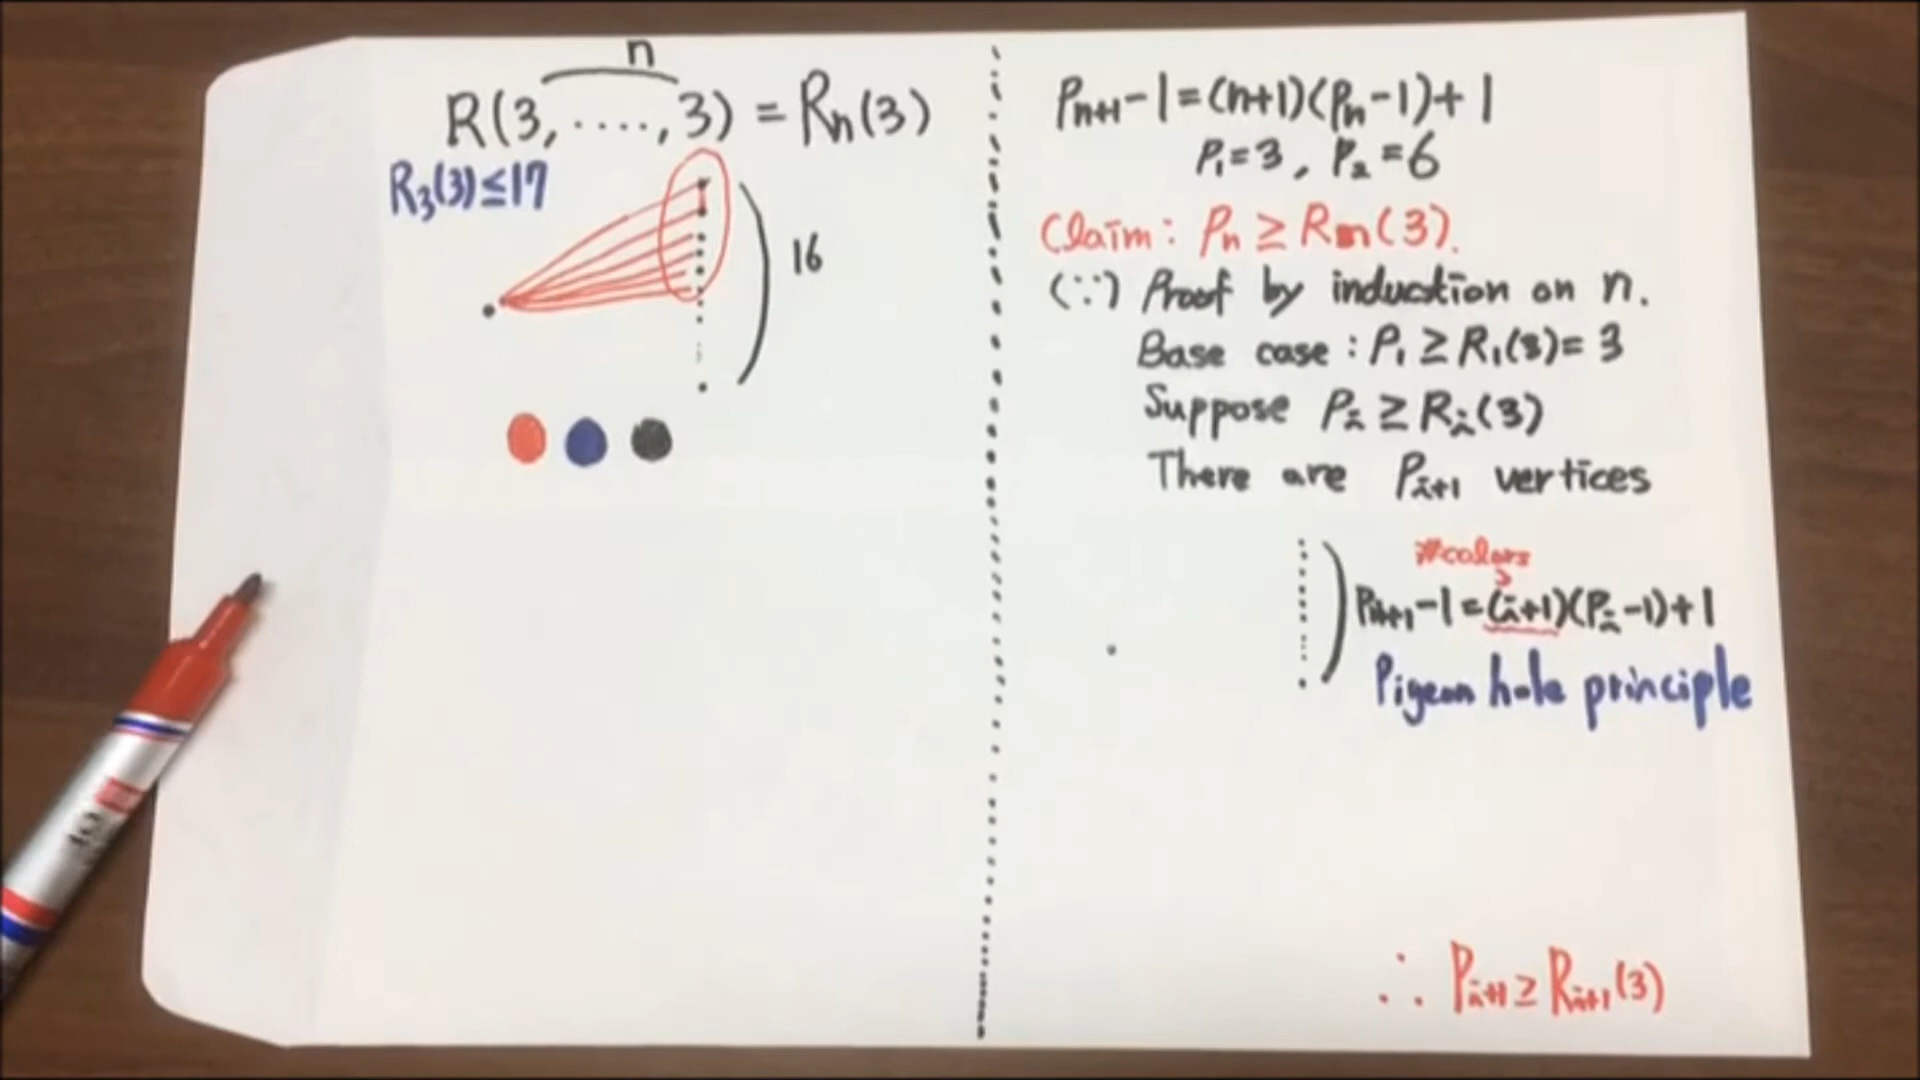 n
R(3, ...., 3) = Rn(3)
R3(3) ≤ 17
16
Pn+1 - 1 = (n+1)(Pn - 1) + 1
P1 = 3, P2 = 6
Claim: Pn ≥ Rn(3).
(∵) Proof by induction on n.
Base case: P1 ≥ R1(3) = 3
Suppose Pi ≥ Ri(3)
There are Pi+1 vertices
#colors
Pi+1 - 1 = (i+1)(Pi - 1) + 1
Pigeon hole principle
∴ Pi+1 ≥ Ri+1(3)